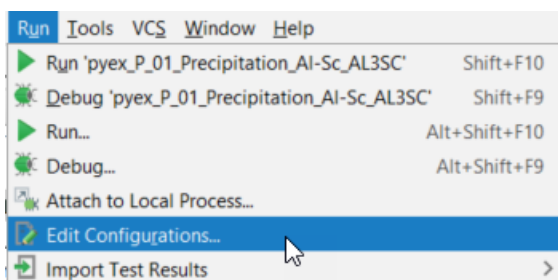 Run Tools VCS Window Help
Run 'pyex_P_01_Precipitation_Al-Sc_AL3SC' Shift+F10
Debug 'pyex_P_01_Precipitation_Al-Sc_AL3SC' Shift+F9
Run... Alt+Shift+F10
Debug... Alt+Shift+F9
Attach to Local Process...
Edit Configurations...
Import Test Results